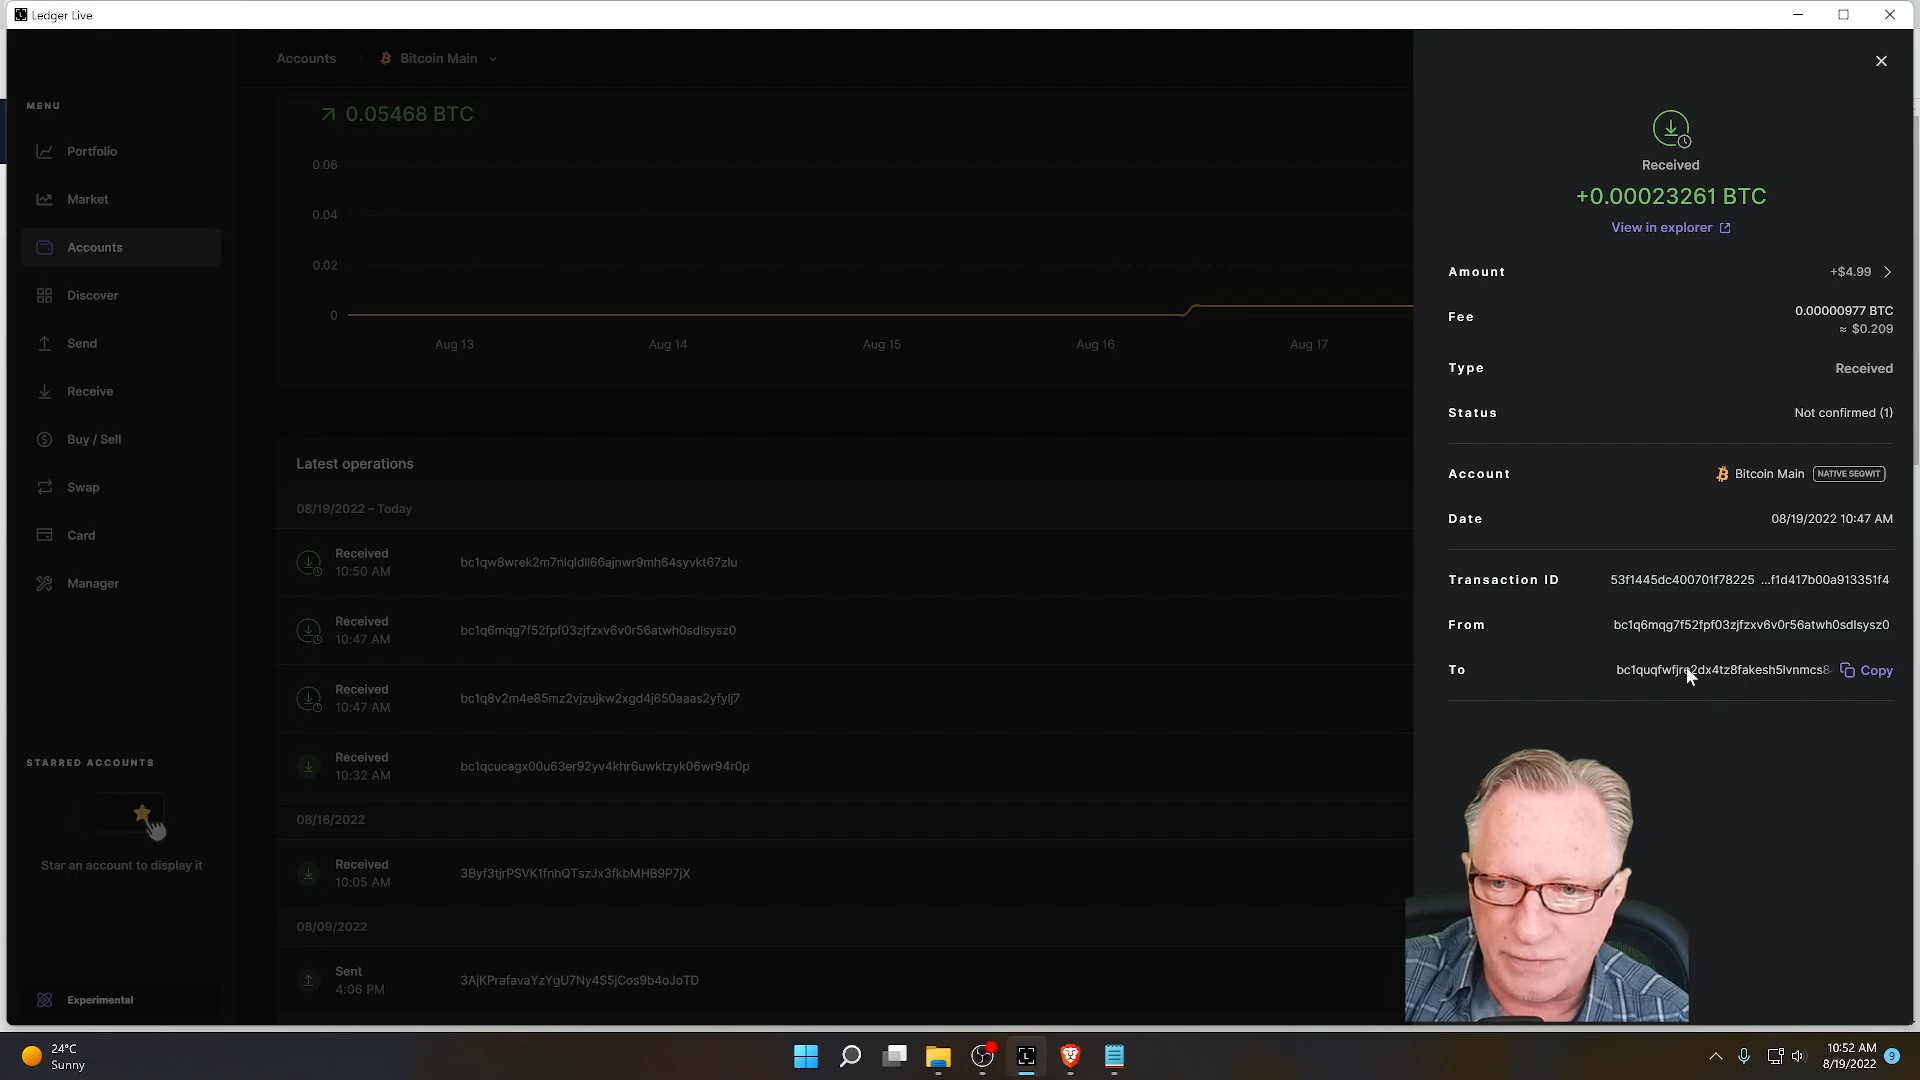 Ledger Live
MENU
Portfolio
Market
Accounts
Discover
Send
Receive
Buy / Sell
Swap
Card
Manager
STARRED ACCOUNTS
Star an account to display it
Experimental
Accounts
Bitcoin Main
0.05468 BTC
0.06
0.04
0.02
0
Aug 13 Aug 14 Aug 15 Aug 16 Aug 17
Latest operations
08/19/2022 – Today
Received
10:50 AM
bc1qw8wrek2m7nlqldll66ajnwr9mh64syvkt67zlu
Received
10:47 AM
bc1q6mqg7f52fpf03zjfzxv6v0r56atwh0sdlsysz0
Received
10:47 AM
bc1q8v2m4e85mz2vjzujkw2xgd4j650aaas2yfylj7
Received
10:32 AM
bc1qcucagx00u63er92yv4khr6uwktzyk06wr94r0p
08/16/2022
Received
10:05 AM
3Byf3tjrPSVK1fnhQTszJx3fkbMHB9P7jX
08/09/2022
Sent
4:06 PM
3AjKPrafavaYzYgU7Ny4S5jCos9b4oJoTD
Received
+0.00023261 BTC
View in explorer
Amount +$4.99
Fee 0.00000977 BTC
≈ $0.209
Type Received
Status Not confirmed (1)
Account Bitcoin Main NATIVE SEGWIT
Date 08/19/2022 10:47 AM
Transaction ID 53f1445dc400701f78225 ...f1d417b00a913351f4
From bc1q6mqg7f52fpf03zjfzxv6v0r56atwh0sdlsysz0
To Copy
24°C
Sunny
10:52 AM
8/19/2022
9